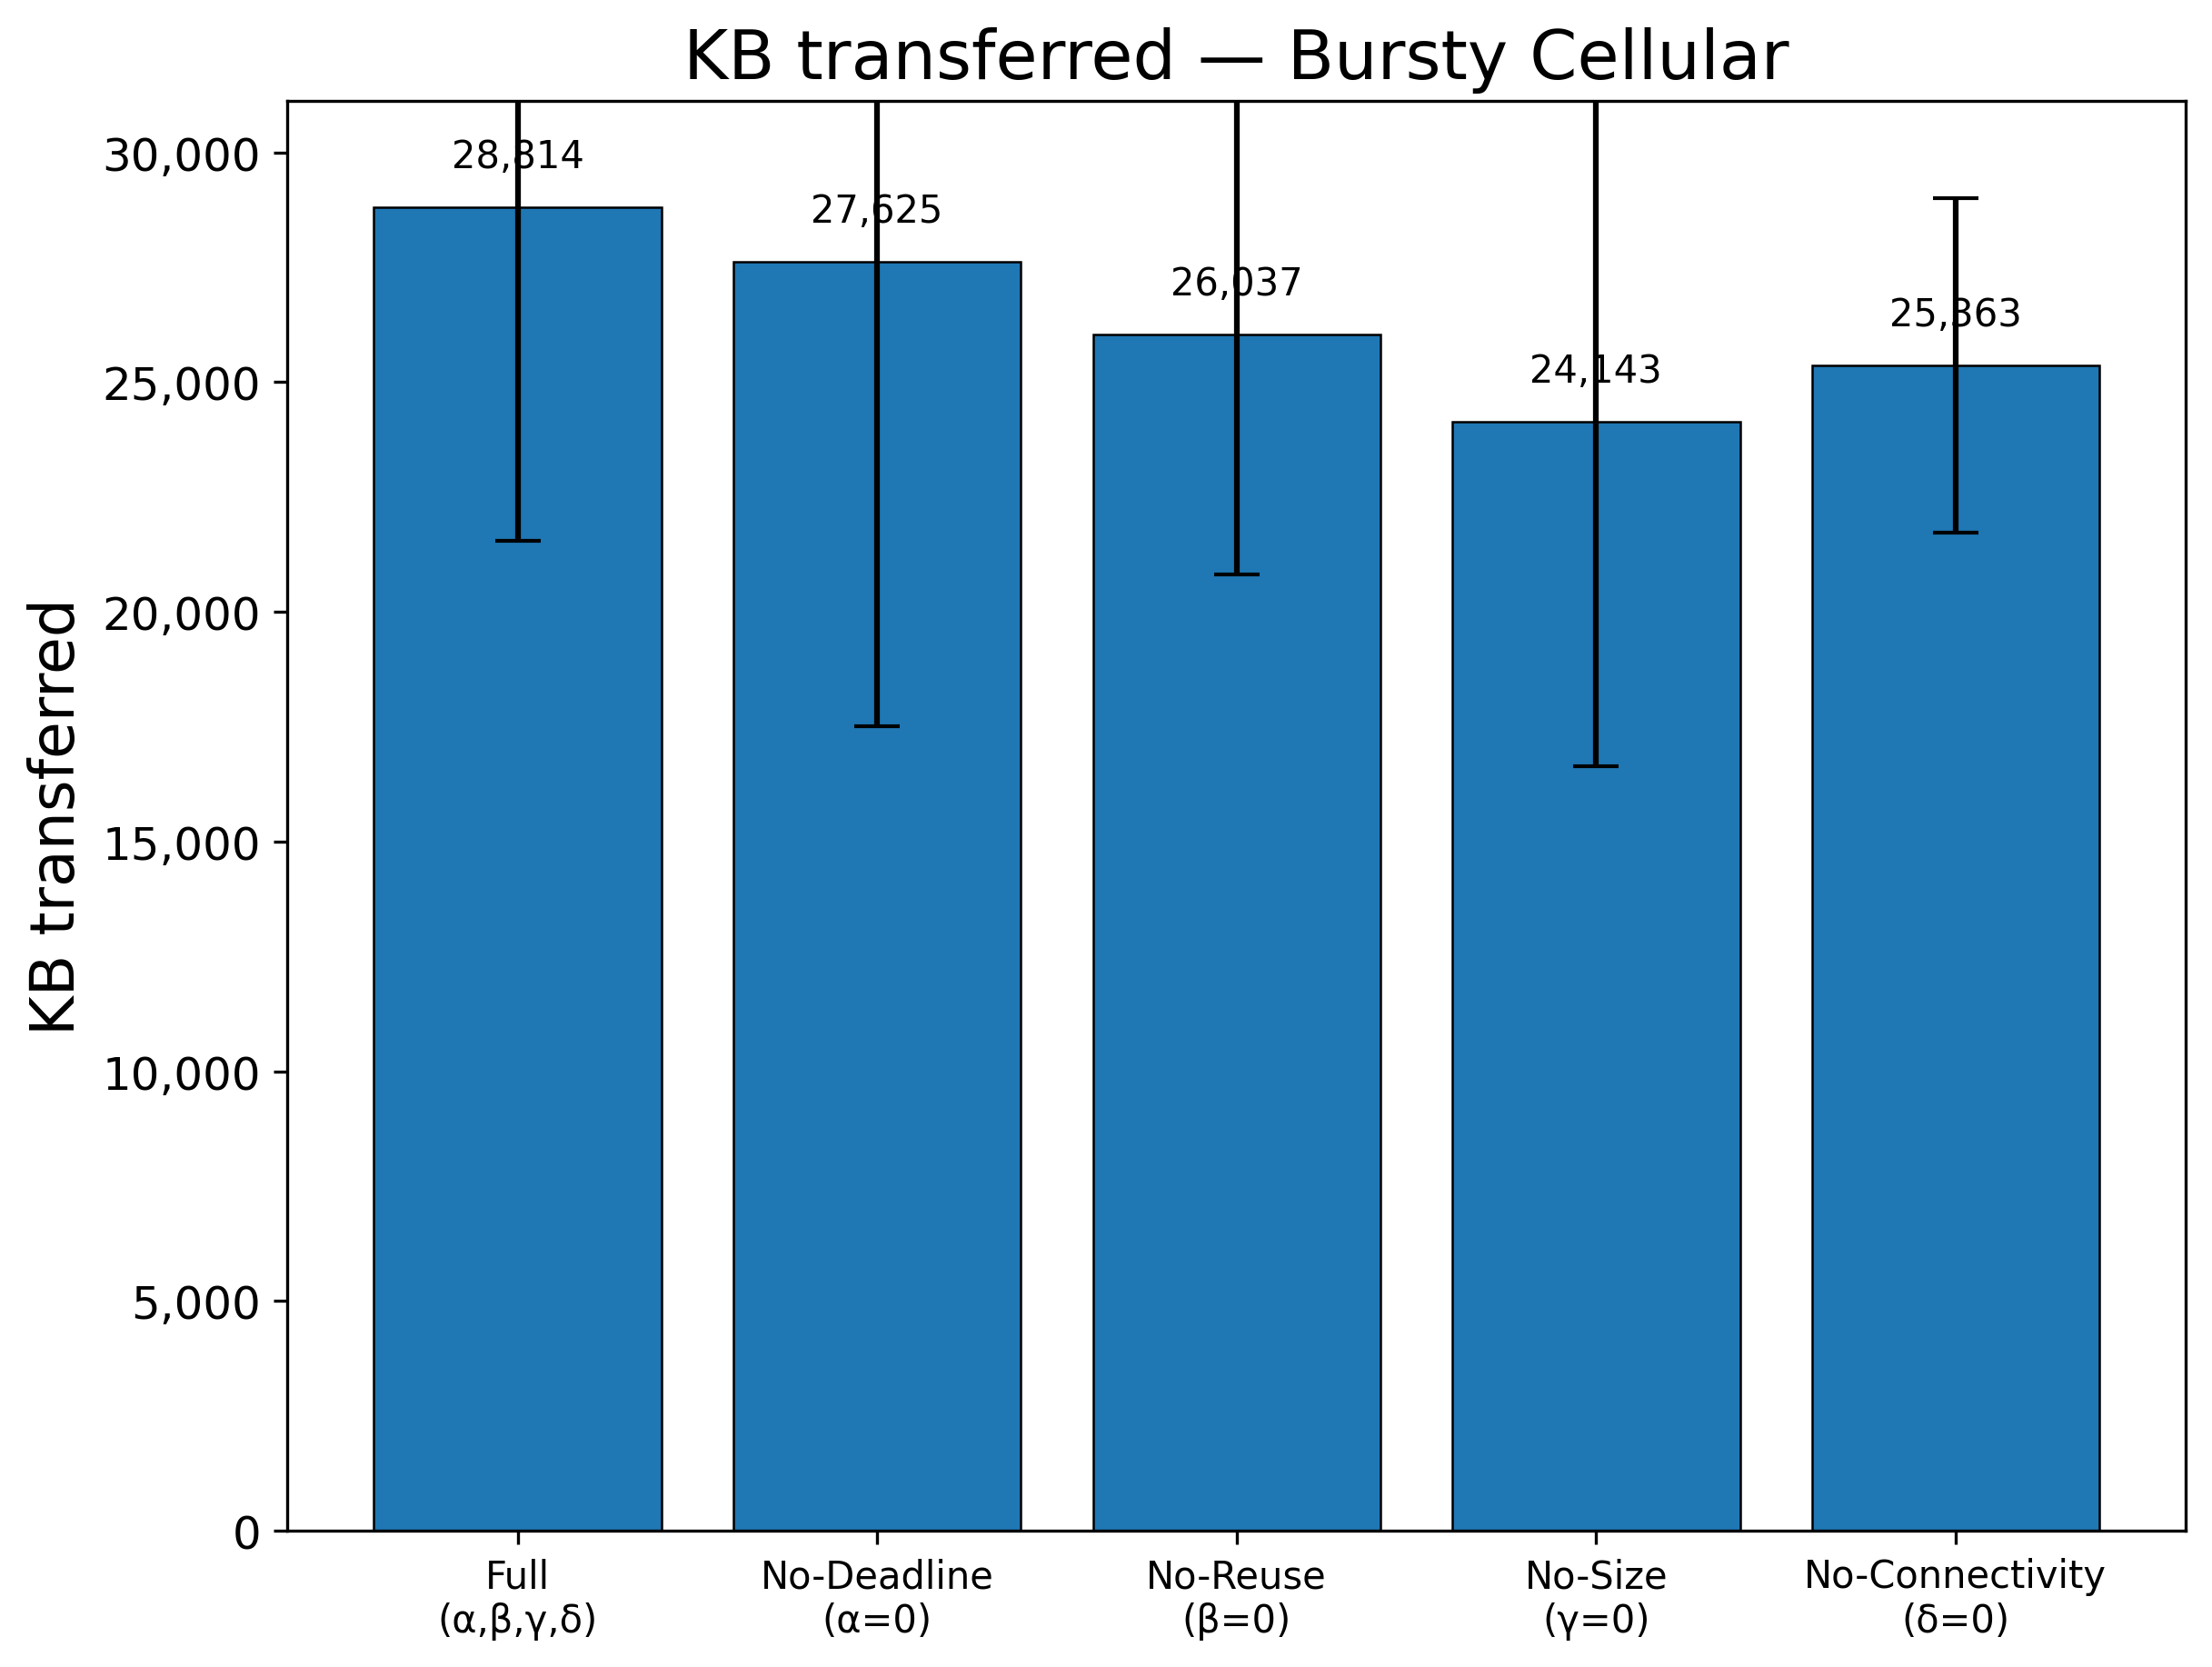 KB transferred — Bursty Cellular
KB transferred
30,000
25,000
20,000
15,000
10,000
5,000
0
28,814
27,625
26,037
24,143
25,363
Full
(α,β,γ,δ)
No-Deadline
(α=0)
No-Reuse
(β=0)
No-Size
(γ=0)
No-Connectivity
(δ=0)